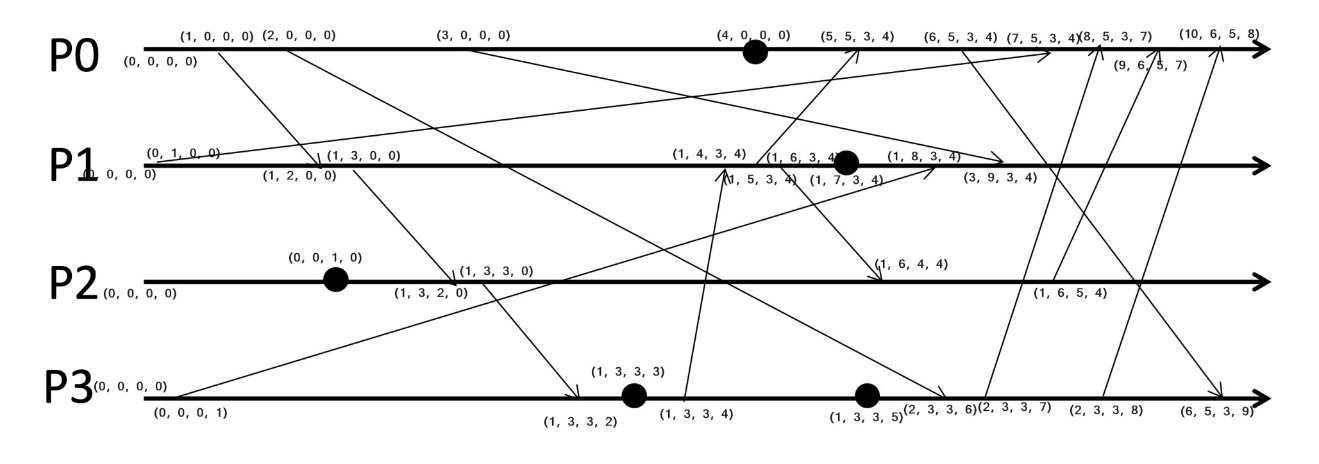 (1, 0, 0, 0) (2, 0, 0, 0) (3, 0, 0, 0) (4, 0, 0, 0) (5, 5, 3, 4) (6, 5, 3, 4) (7, 5, 3, 4) (8, 5, 3, 7) (10, 6, 5, 8)
P0
(0, 0, 0, 0) (9, 6, 5, 7)
(0, 1, 0, 0) (1, 3, 0, 0) (1, 4, 3, 4) (1, 6, 3, 4) (1, 8, 3, 4)
P1
0, 0, 0, 0) (1, 2, 0, 0) (1, 5, 3, 4) (1, 7, 3, 4) (3, 9, 3, 4)
(0, 0, 1, 0) (1, 3, 3, 0) (1, 6, 4, 4)
P2
(0, 0, 0, 0) (1, 3, 2, 0) (1, 6, 5, 4)
(1, 3, 3, 3)
P3
(0, 0, 0, 0)
(0, 0, 0, 1) (1, 3, 3, 2) (1, 3, 3, 4) (1, 3, 3, 5) (2, 3, 3, 6) (2, 3, 3, 7) (2, 3, 3, 8) (6, 5, 3, 9)